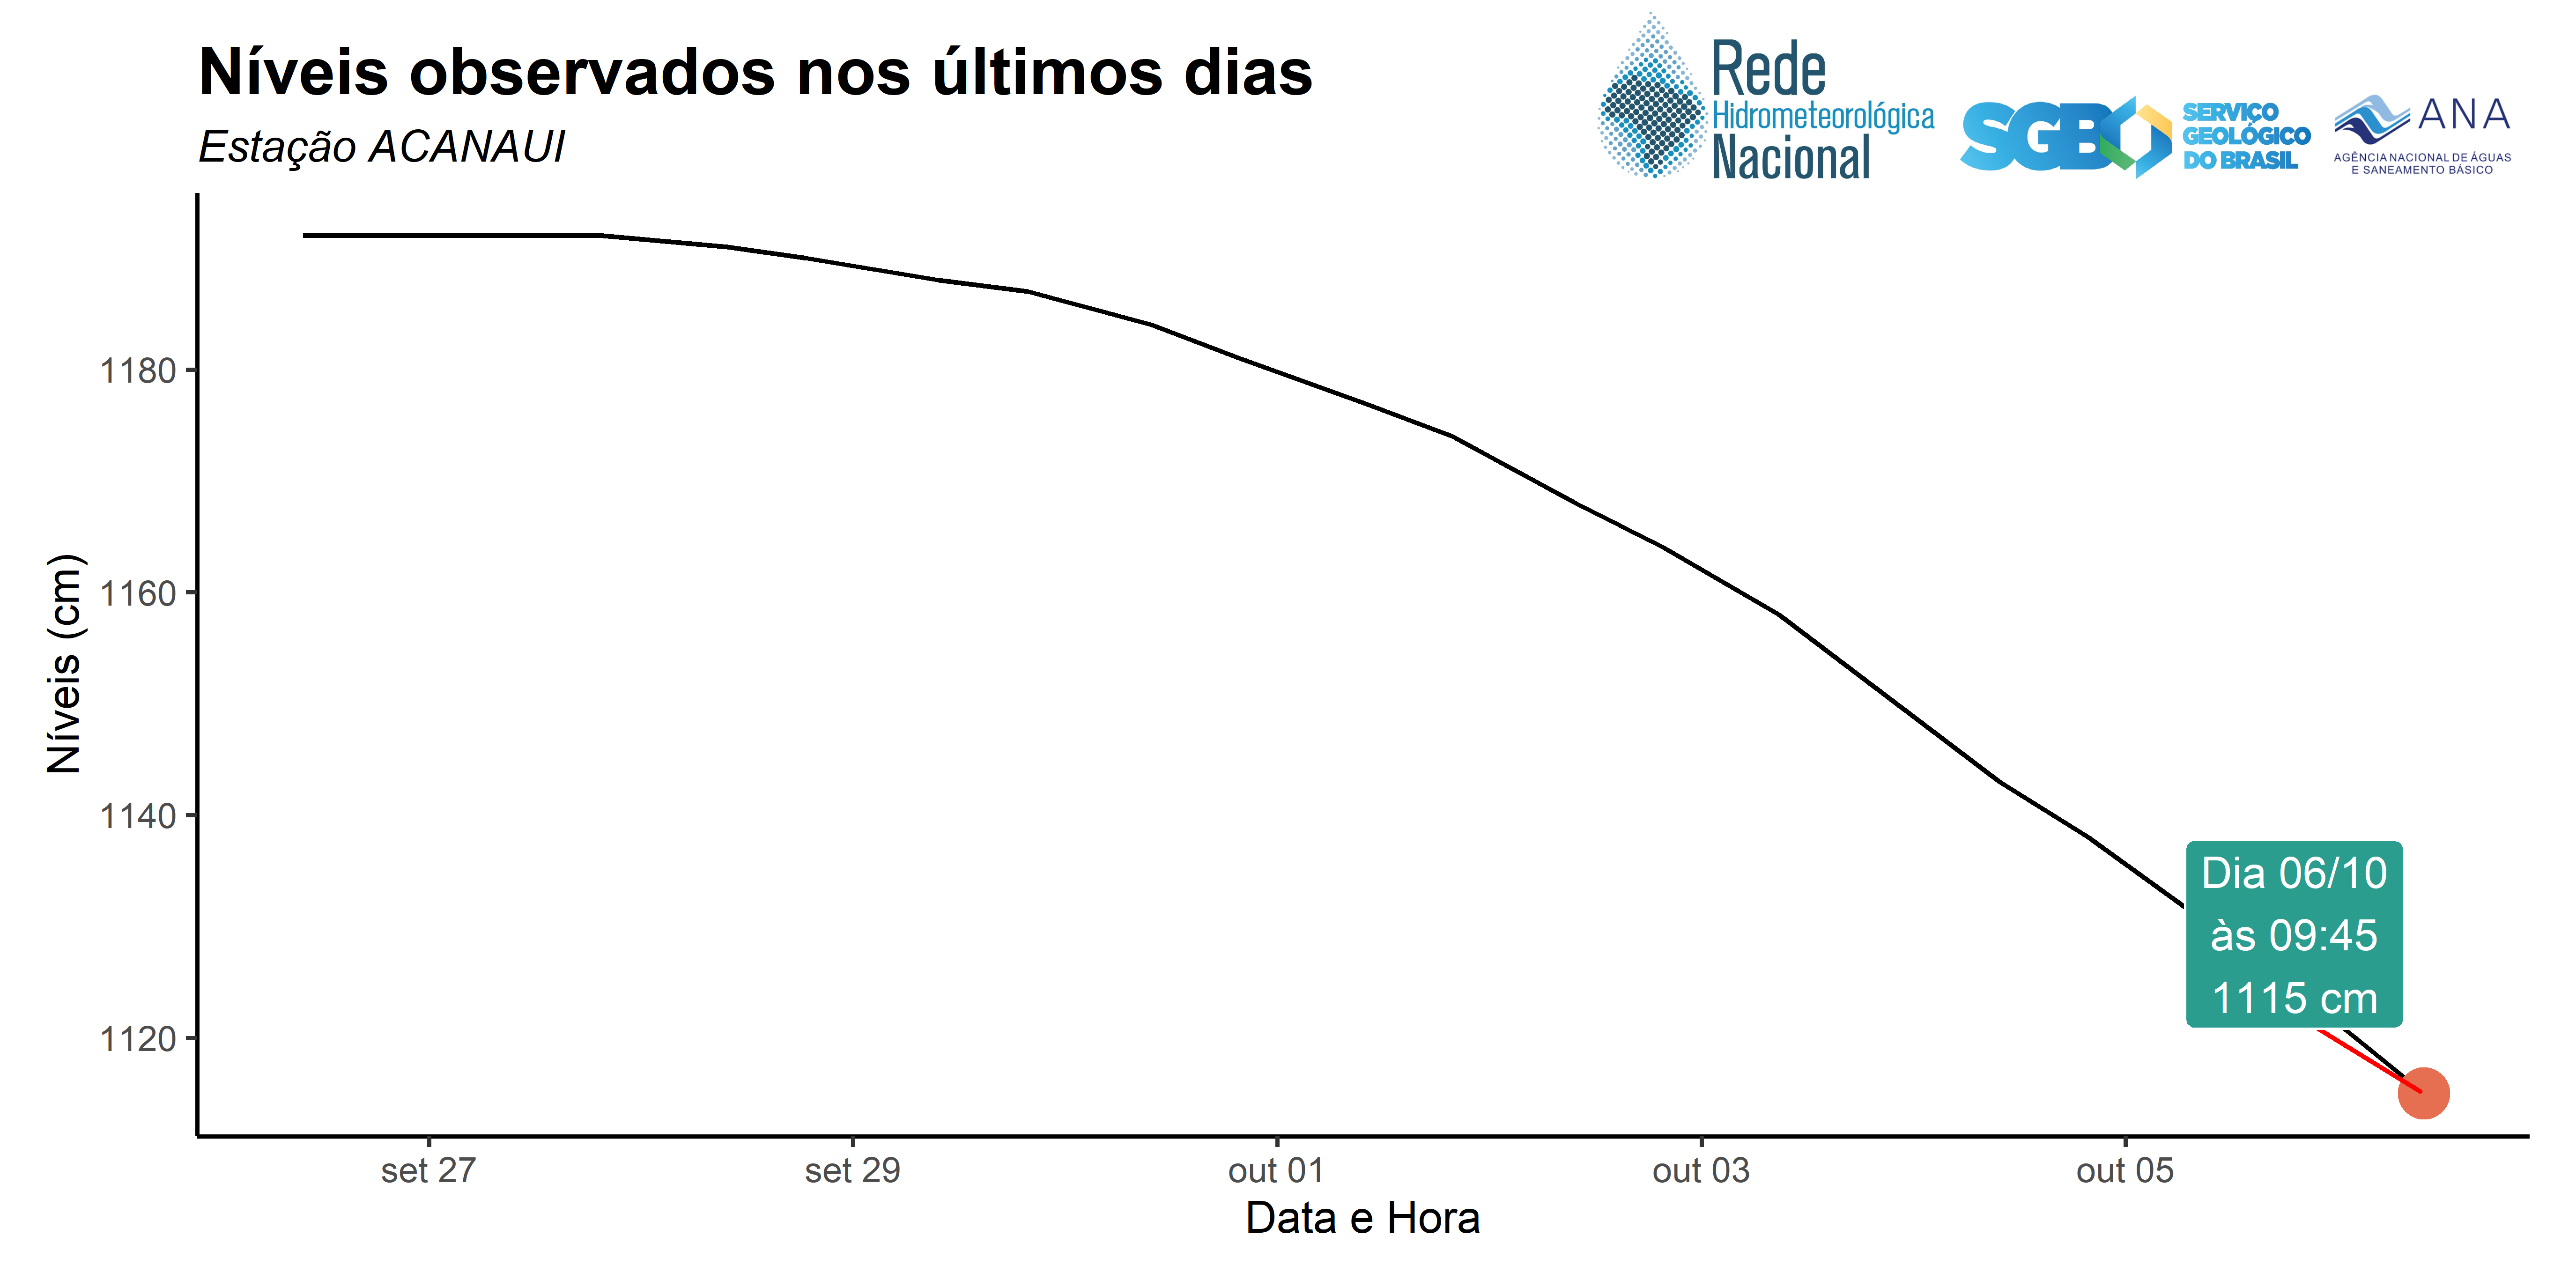 Níveis observados nos últimos dias
Estação ACANAUI
Rede
Hidrometeorológica
Nacional
SGB
SERVIÇO
GEOLÓGICO
DO BRASIL
ANA
AGÊNCIA NACIONAL DE ÁGUAS
E SANEAMENTO BÁSICO
Níveis (cm)
1180
1160
1140
1120
Dia 06/10
às 09:45
1115 cm
set 27
set 29
out 01
out 03
out 05
Data e Hora